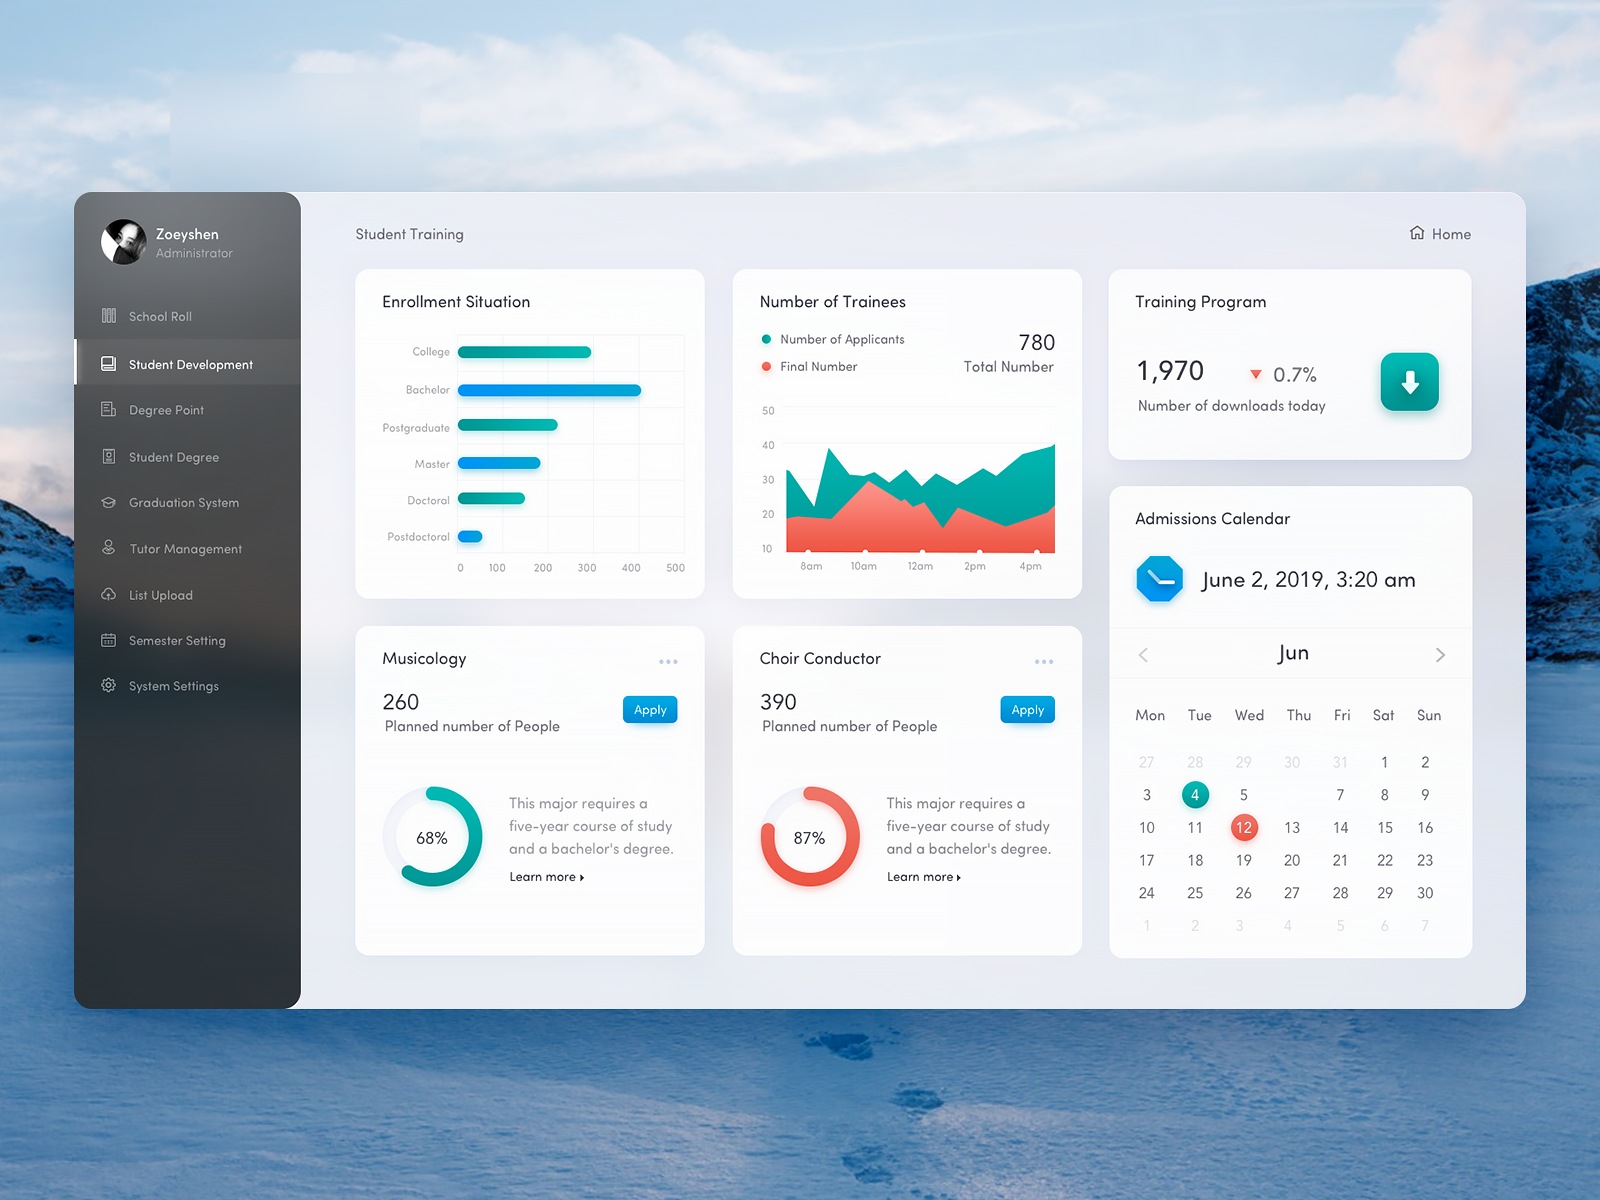 Zoeyshen
Administrator
School Roll
Student Development
Degree Point
Student Degree
Graduation System
Tutor Management
List Upload
Semester Setting
System Settings
Student Training
Home
Enrollment Situation
College
Bachelor
Postgraduate
Master
Doctoral
Postdoctoral
0 100 200 300 400 500
Number of Trainees
Number of Applicants
Final Number
780
Total Number
50
40
30
20
10
8am 10am 12am 2pm 4pm
Training Program
1,970
0.7%
Number of downloads today
Musicology
260
Planned number of People
Apply
68%
This major requires a
five-year course of study
and a bachelor's degree.
Learn more
Choir Conductor
390
Planned number of People
Apply
87%
This major requires a
five-year course of study
and a bachelor's degree.
Learn more
Admissions Calendar
June 2, 2019, 3:20 am
Jun
Mon Tue Wed Thu Fri Sat Sun
27 28 29 30 31 1 2
3 4 5 7 8 9
10 11 12 13 14 15 16
17 18 19 20 21 22 23
24 25 26 27 28 29 30
1 2 3 4 5 6 7